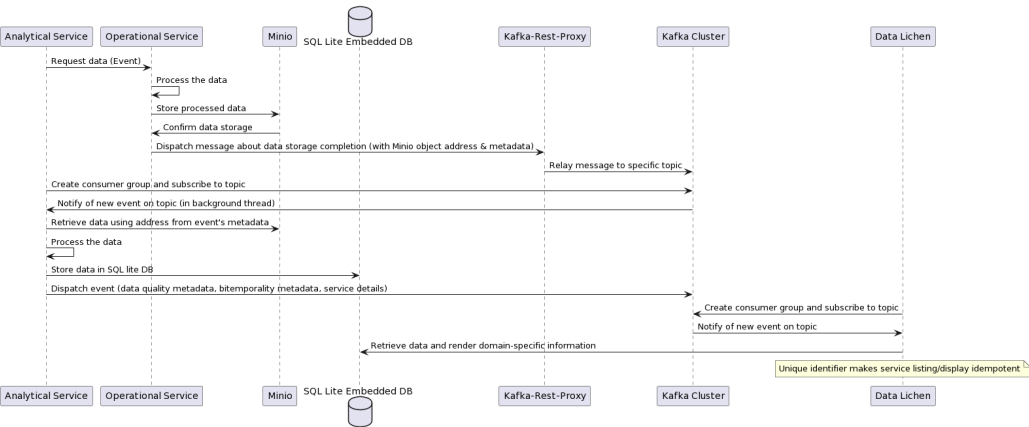 Analytical Service
Operational Service
Minio
SQL Lite Embedded DB
Kafka-Rest-Proxy
Kafka Cluster
Data Lichen
Request data (Event)
Process the data
Store processed data
Confirm data storage
Dispatch message about data storage completion (with Minio object address & metadata)
Relay message to specific topic
Create consumer group and subscribe to topic
Notify of new event on topic (in background thread)
Retrieve data using address from event's metadata
Process the data
Store data in SQL lite DB
Dispatch event (data quality metadata, bitemporality metadata, service details)
Create consumer group and subscribe to topic
Notify of new event on topic
Retrieve data and render domain-specific information
Unique identifier makes service listing/display idempotent
Analytical Service
Operational Service
Minio
SQL Lite Embedded DB
Kafka-Rest-Proxy
Kafka Cluster
Data Lichen